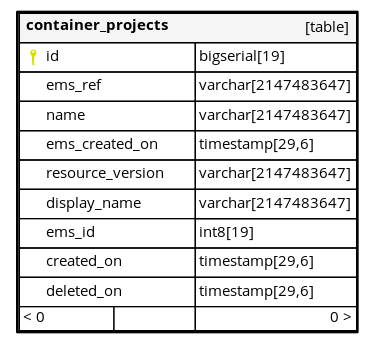 container_projects [table]
id bigserial[19]
ems_ref varchar[2147483647]
name varchar[2147483647]
ems_created_on timestamp[29,6]
resource_version varchar[2147483647]
display_name varchar[2147483647]
ems_id int8[19]
created_on timestamp[29,6]
deleted_on timestamp[29,6]
< 0 0 >